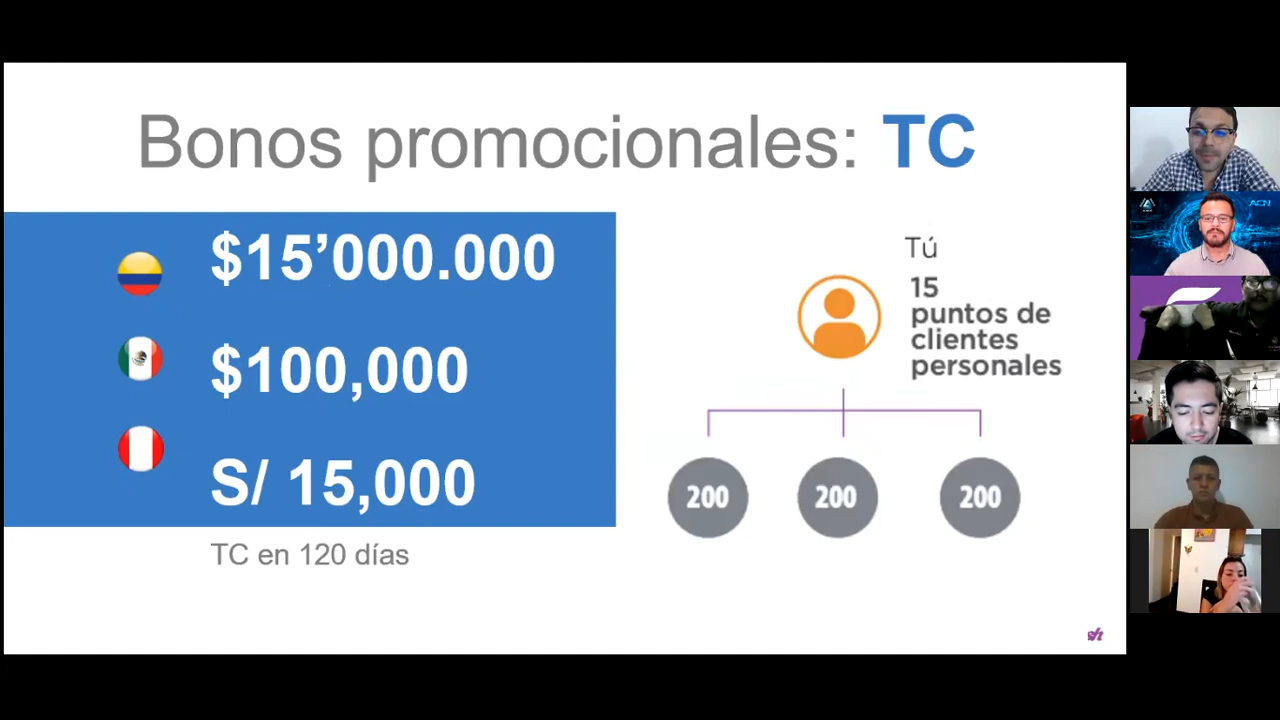 Bonos promocionales: TC
$15’000.000
$100,000
S/ 15,000
TC en 120 días
Tú
15
puntos de
clientes
personales
200
200
200
ACN